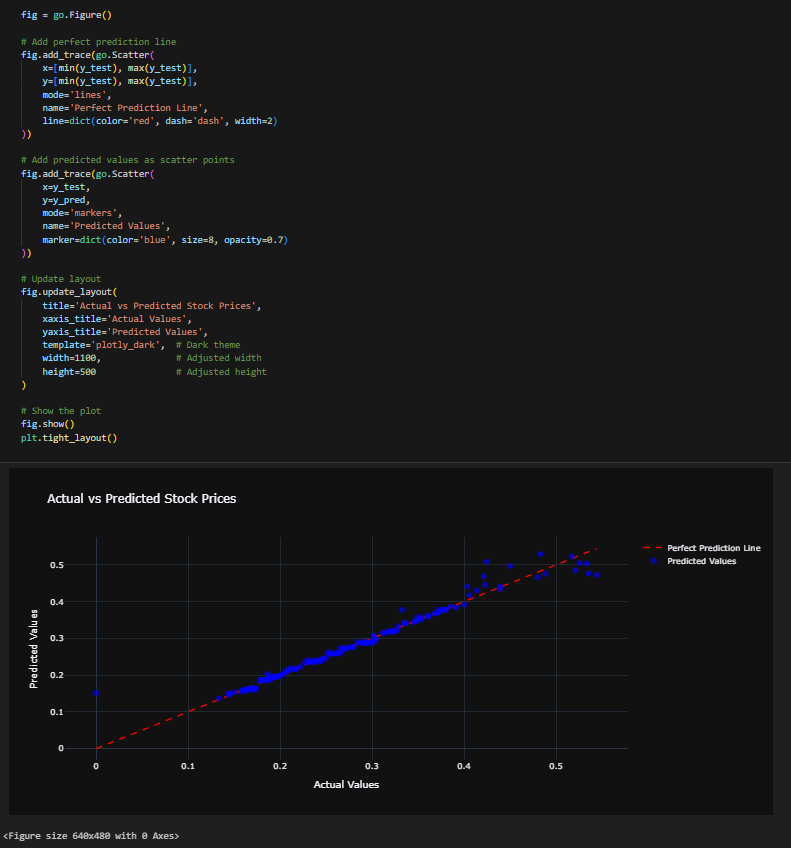 fig = go.Figure()
# Add perfect prediction line
fig.add_trace(go.Scatter(
    x=[min(y_test), max(y_test)],
    y=[min(y_test), max(y_test)],
    mode='lines',
    name='Perfect Prediction Line',
    line=dict(color='red', dash='dash', width=2)
))
# Add predicted values as scatter points
fig.add_trace(go.Scatter(
    x=y_test,
    y=y_pred,
    mode='markers',
    name='Predicted Values',
    marker=dict(color='blue', size=8, opacity=0.7)
))
# Update layout
fig.update_layout(
    title='Actual vs Predicted Stock Prices',
    xaxis_title='Actual Values',
    yaxis_title='Predicted Values',
    template='plotly_dark',  # Dark theme
    width=1100,              # Adjusted width
    height=500               # Adjusted height
)
# Show the plot
fig.show()
plt.tight_layout()
Actual vs Predicted Stock Prices
Perfect Prediction Line
Predicted Values
Predicted Values
0.5
0.4
0.3
0.2
0.1
0
0 0.1 0.2 0.3 0.4 0.5
Actual Values
<Figure size 640x480 with 0 Axes>